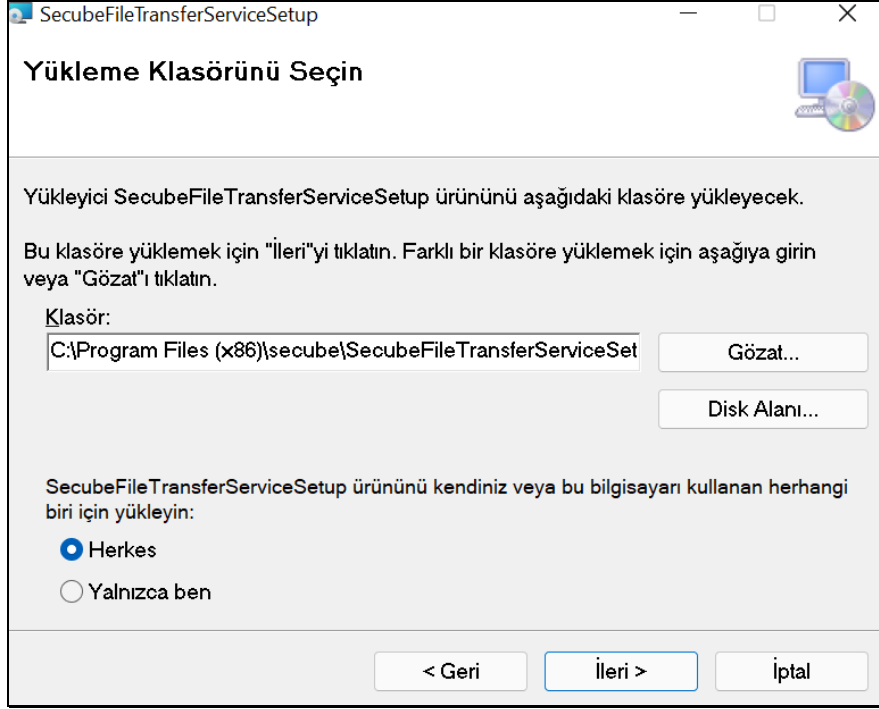 SecubeFileTransferServiceSetup
Yükleme Klasörünü Seçin
Yükleyici SecubeFileTransferServiceSetup ürününü aşağıdaki klasöre yükleyecek.
Bu klasöre yüklemek için "İleri"yi tıklatın. Farklı bir klasöre yüklemek için aşağıya girin
veya "Gözat"ı tıklatın.
Klasör:
C:\Program Files (x86)\secube\SecubeFileTransferServiceSet
Gözat...
Disk Alanı...
SecubeFileTransferServiceSetup ürününü kendiniz veya bu bilgisayarı kullanan herhangi
biri için yükleyin:
Herkes
Yalnızca ben
< Geri
İleri >
İptal